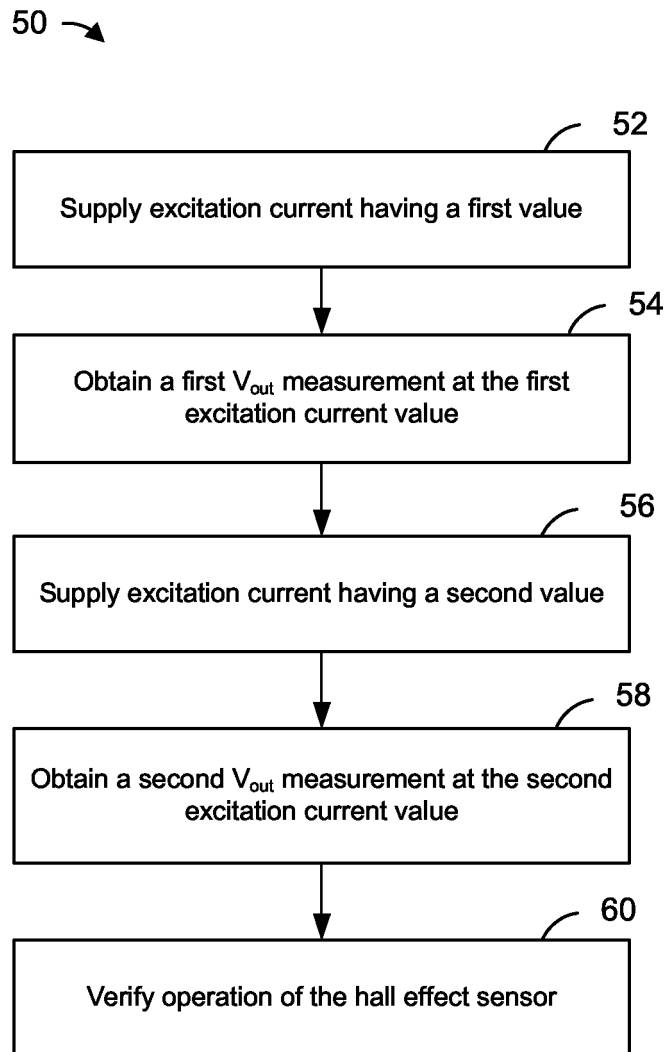 50
52
Supply excitation current having a first value
54
Obtain a first Vout measurement at the first
excitation current value
56
Supply excitation current having a second value
58
Obtain a second Vout measurement at the second
excitation current value
60
Verify operation of the hall effect sensor